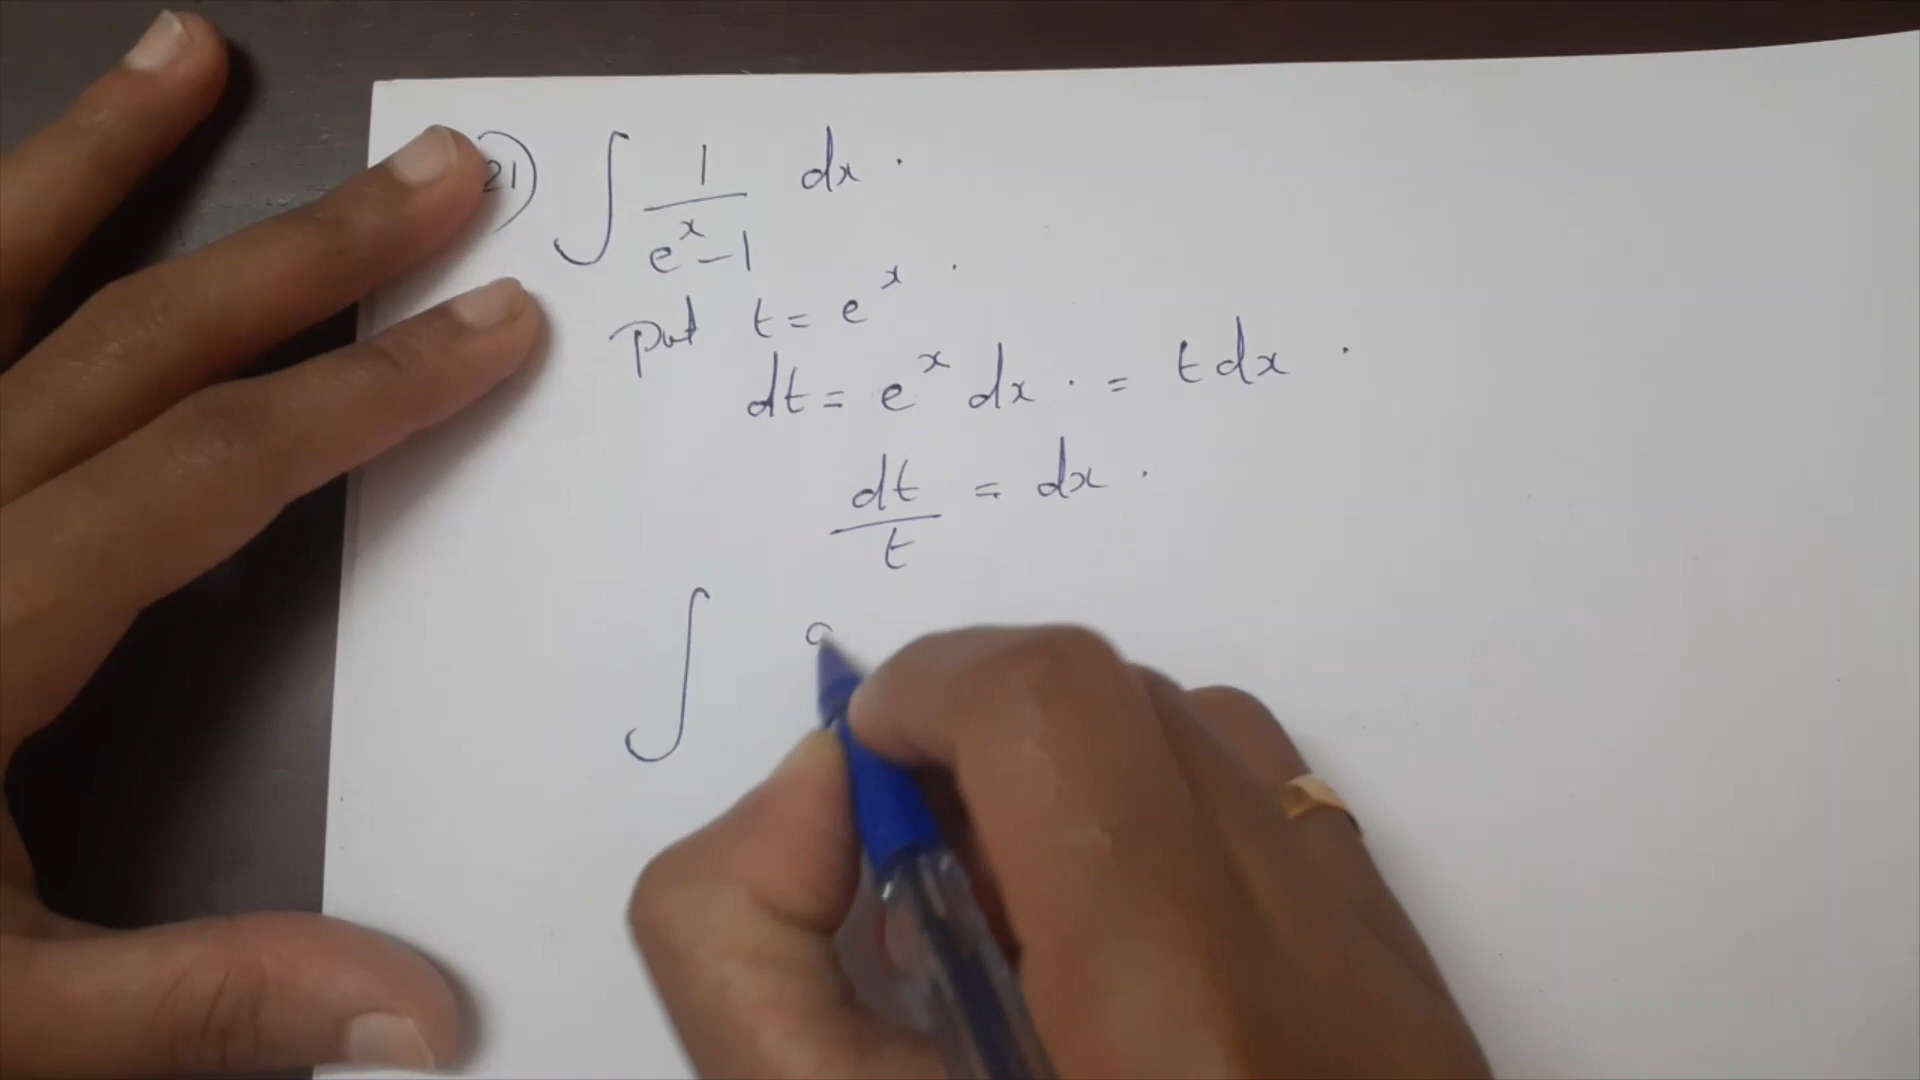 21) ∫ 1/(e^x - 1) dx .
put t = e^x .
dt = e^x dx . = t dx .
dt/t = dx .
∫